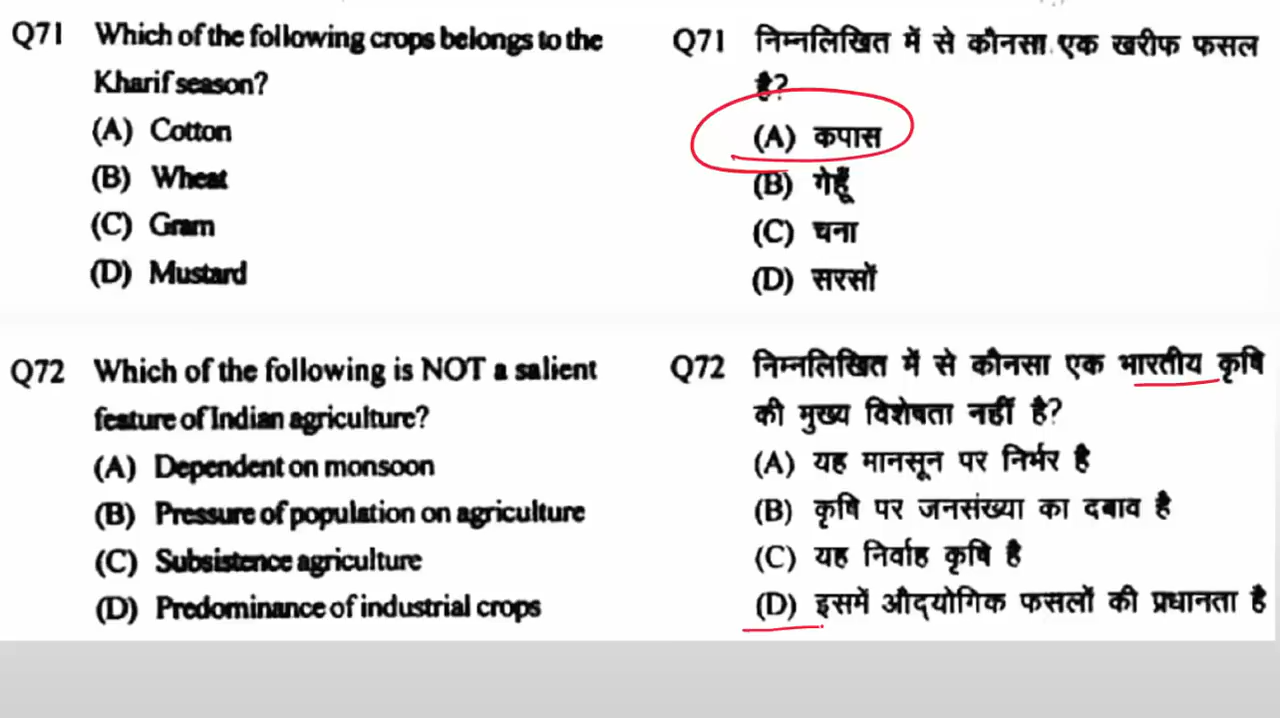 Q71 Which of the following crops belongs to the
Kharif season?
(A) Cotton
(B) Wheat
(C) Gram
(D) Mustard
Q71 निम्नलिखित में से कौनसा एक खरीफ फसल
है?
(A) कपास
(B) गेहूँ
(C) चना
(D) सरसों
Q72 Which of the following is NOT a salient
feature of Indian agriculture?
(A) Dependent on monsoon
(B) Pressure of population on agriculture
(C) Subsistence agriculture
(D) Predominance of industrial crops
Q72 निम्नलिखित में से कौनसा एक भारतीय कृषि
की मुख्य विशेषता नहीं है?
(A) यह मानसून पर निर्भर है
(B) कृषि पर जनसंख्या का दबाव है
(C) यह निर्वाह कृषि है
(D) इसमें औद्योगिक फसलों की प्रधानता है